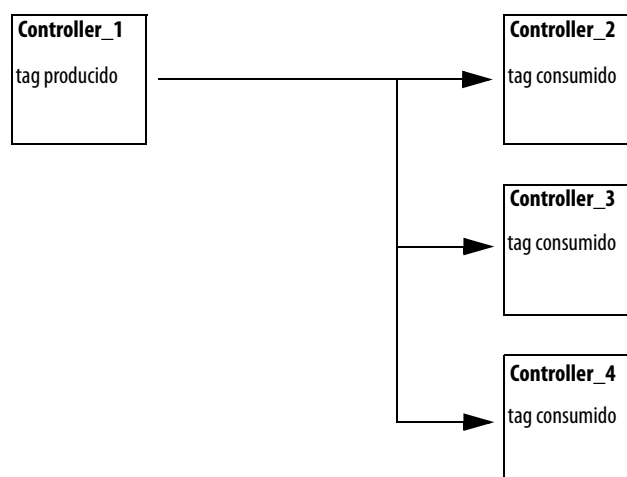 Controller_1
tag producido
Controller_2
tag consumido
Controller_3
tag consumido
Controller_4
tag consumido